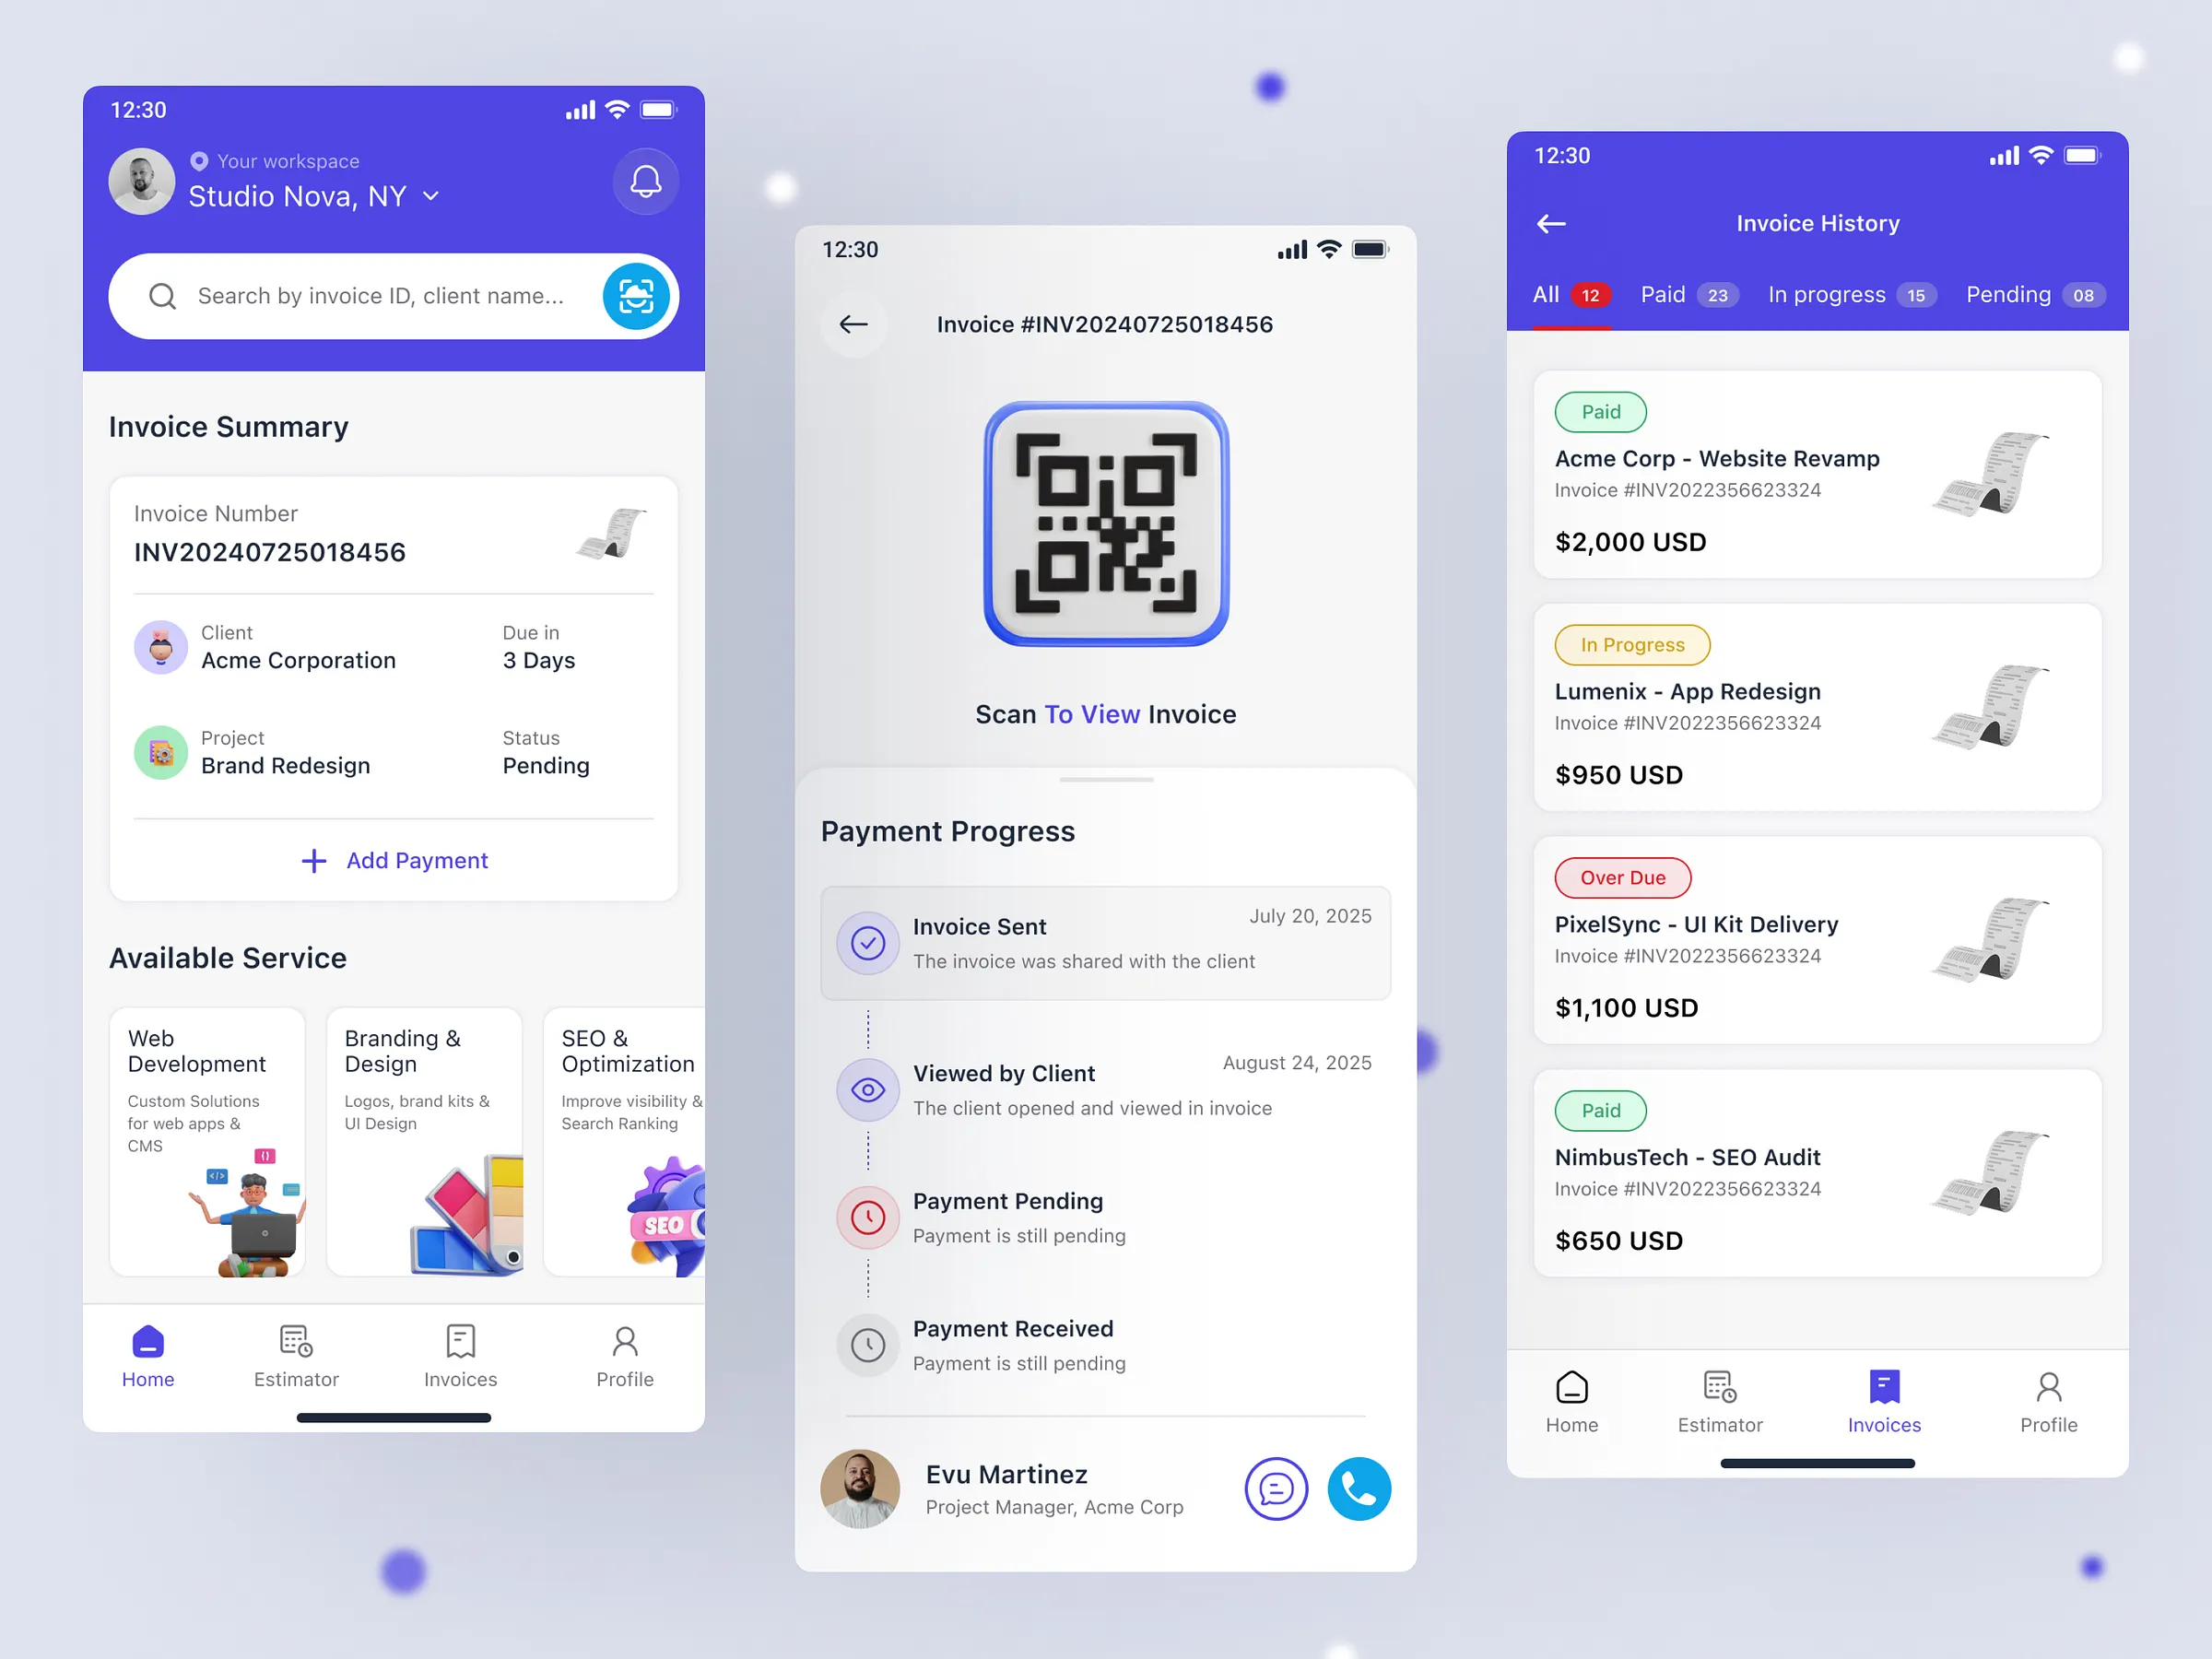 12:30
Your workspace
Studio Nova, NY
Search by invoice ID, client name...
Invoice Summary
Invoice Number
INV20240725018456
Client
Acme Corporation
Due in
3 Days
Project
Brand Redesign
Status
Pending
Add Payment
Available Service
Web
Development
Custom Solutions
for web apps &
CMS
Branding &
Design
Logos, brand kits &
UI Design
SEO &
Optimization
Improve visibility &
Search Ranking
SEO
Home
Estimator
Invoices
Profile
12:30
Invoice #INV20240725018456
Scan To View Invoice
Payment Progress
Invoice Sent
July 20, 2025
The invoice was shared with the client
Viewed by Client
August 24, 2025
The client opened and viewed in invoice
Payment Pending
Payment is still pending
Payment Received
Payment is still pending
Evu Martinez
Project Manager, Acme Corp
12:30
Invoice History
All 12
Paid 23
In progress 15
Pending 08
Paid
Acme Corp - Website Revamp
Invoice #INV2022356623324
$2,000 USD
In Progress
Lumenix - App Redesign
Invoice #INV2022356623324
$950 USD
Over Due
PixelSync - UI Kit Delivery
Invoice #INV2022356623324
$1,100 USD
Paid
NimbusTech - SEO Audit
Invoice #INV2022356623324
$650 USD
Home
Estimator
Invoices
Profile